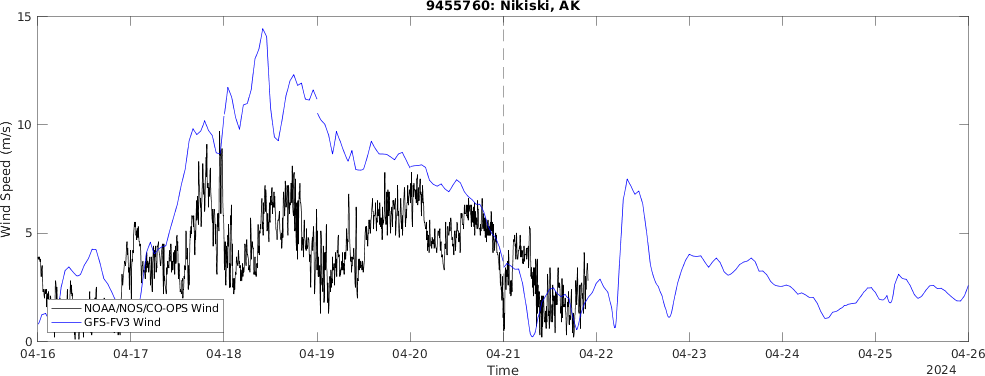 9455760: Nikiski, AK
15
10
5
0
Wind Speed (m/s)
NOAA/NOS/CO-OPS Wind
GFS-FV3 Wind
04-16 04-17 04-18 04-19 04-20 04-21 04-22 04-23 04-24 04-25 04-26
Time
2024